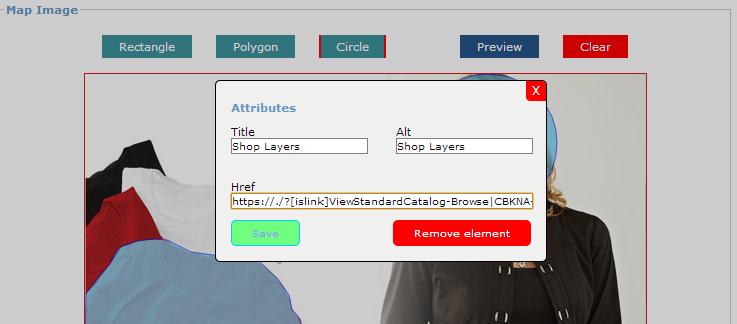 Map Image
Rectangle Polygon Circle Preview Clear
X
Attributes
Title Alt
Shop Layers Shop Layers
Href
https://./?[islink]ViewStandardCatalog-Browse|CBKNA-
Save Remove element